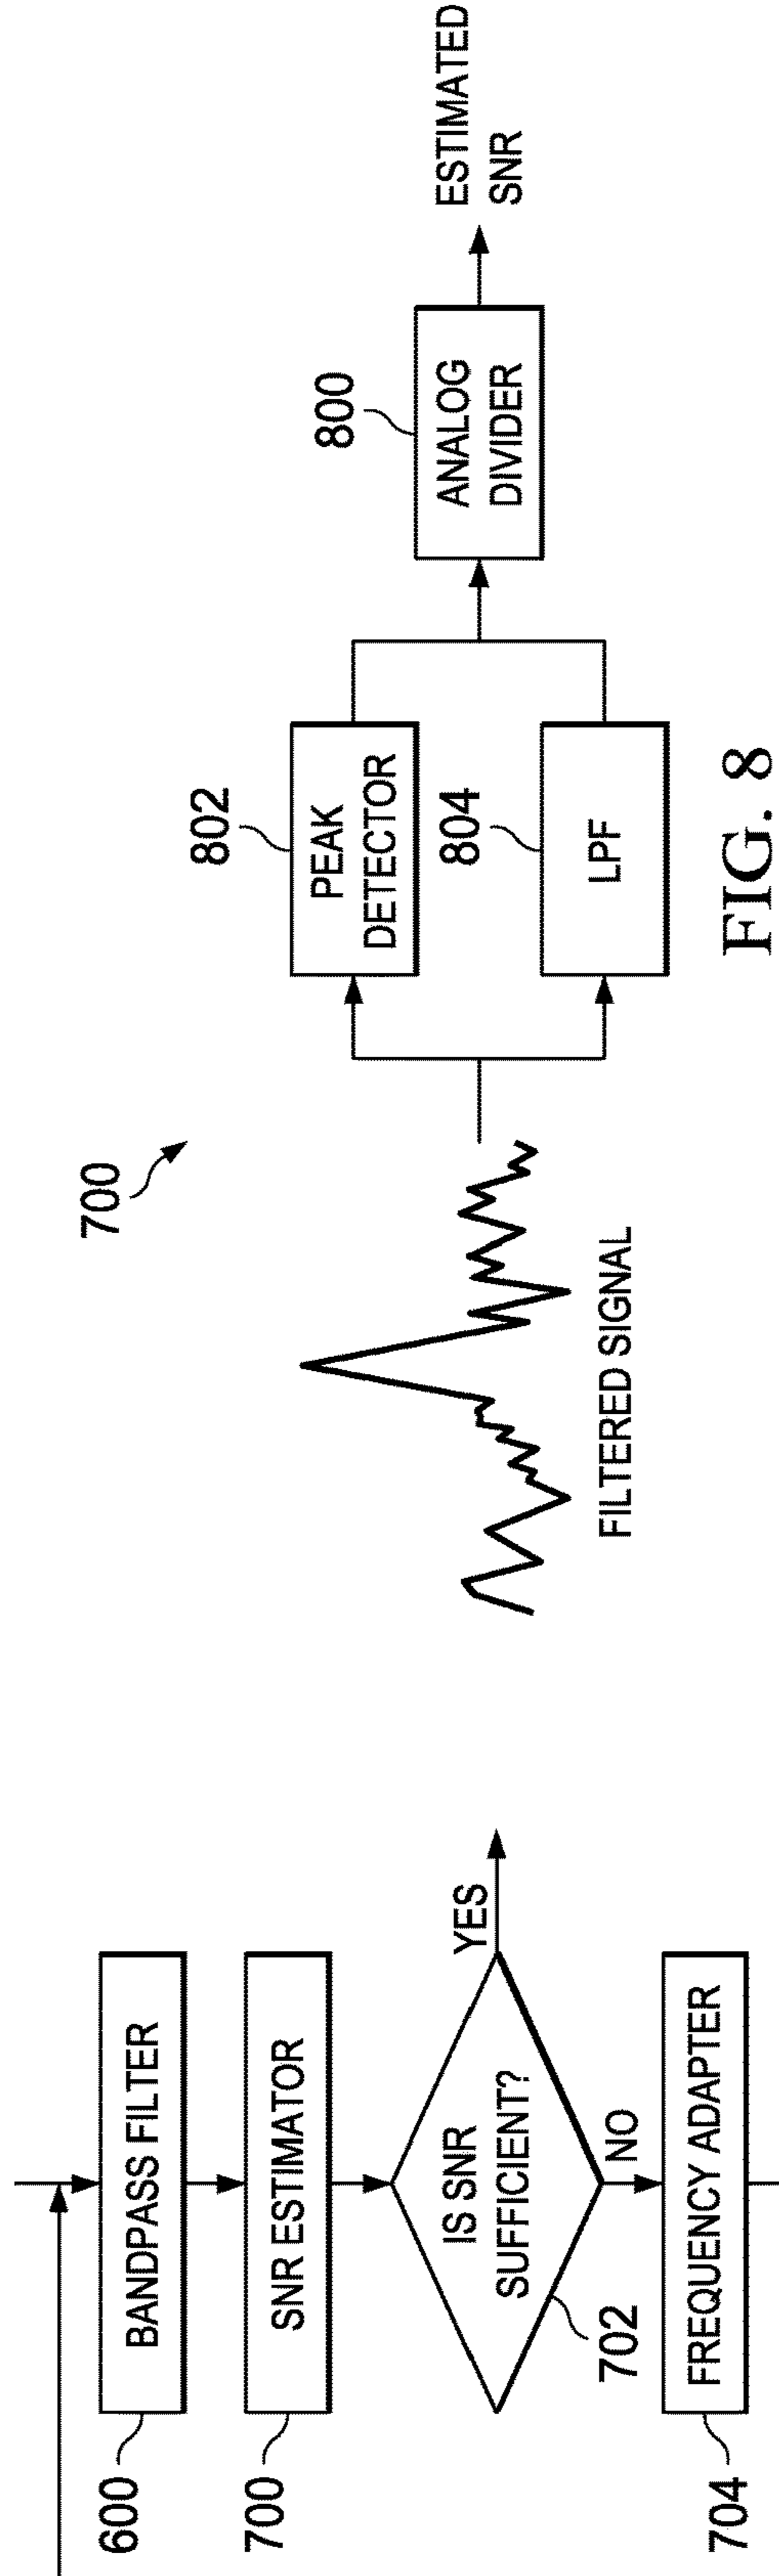 600
BANDPASS FILTER
700
SNR ESTIMATOR
IS SNR
SUFFICIENT?
YES
702
NO
704
FREQUENCY ADAPTER
700
FILTERED SIGNAL
802
PEAK
DETECTOR
804
LPF
800
ANALOG
DIVIDER
ESTIMATED
SNR
FIG. 8